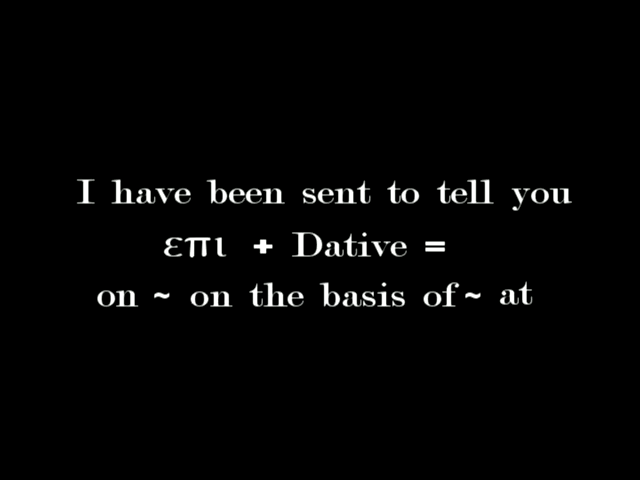 I have been sent to tell you
επι + Dative =
on ~ on the basis of ~ at